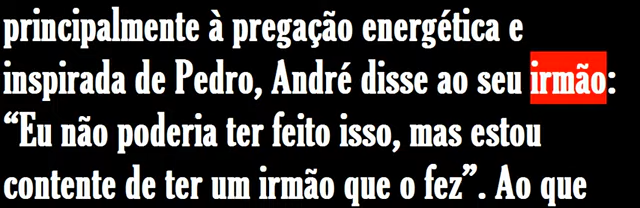 principalmente à pregação energética e
inspirada de Pedro, André disse ao seu irmão:
“Eu não poderia ter feito isso, mas estou
contente de ter um irmão que o fez”. Ao que